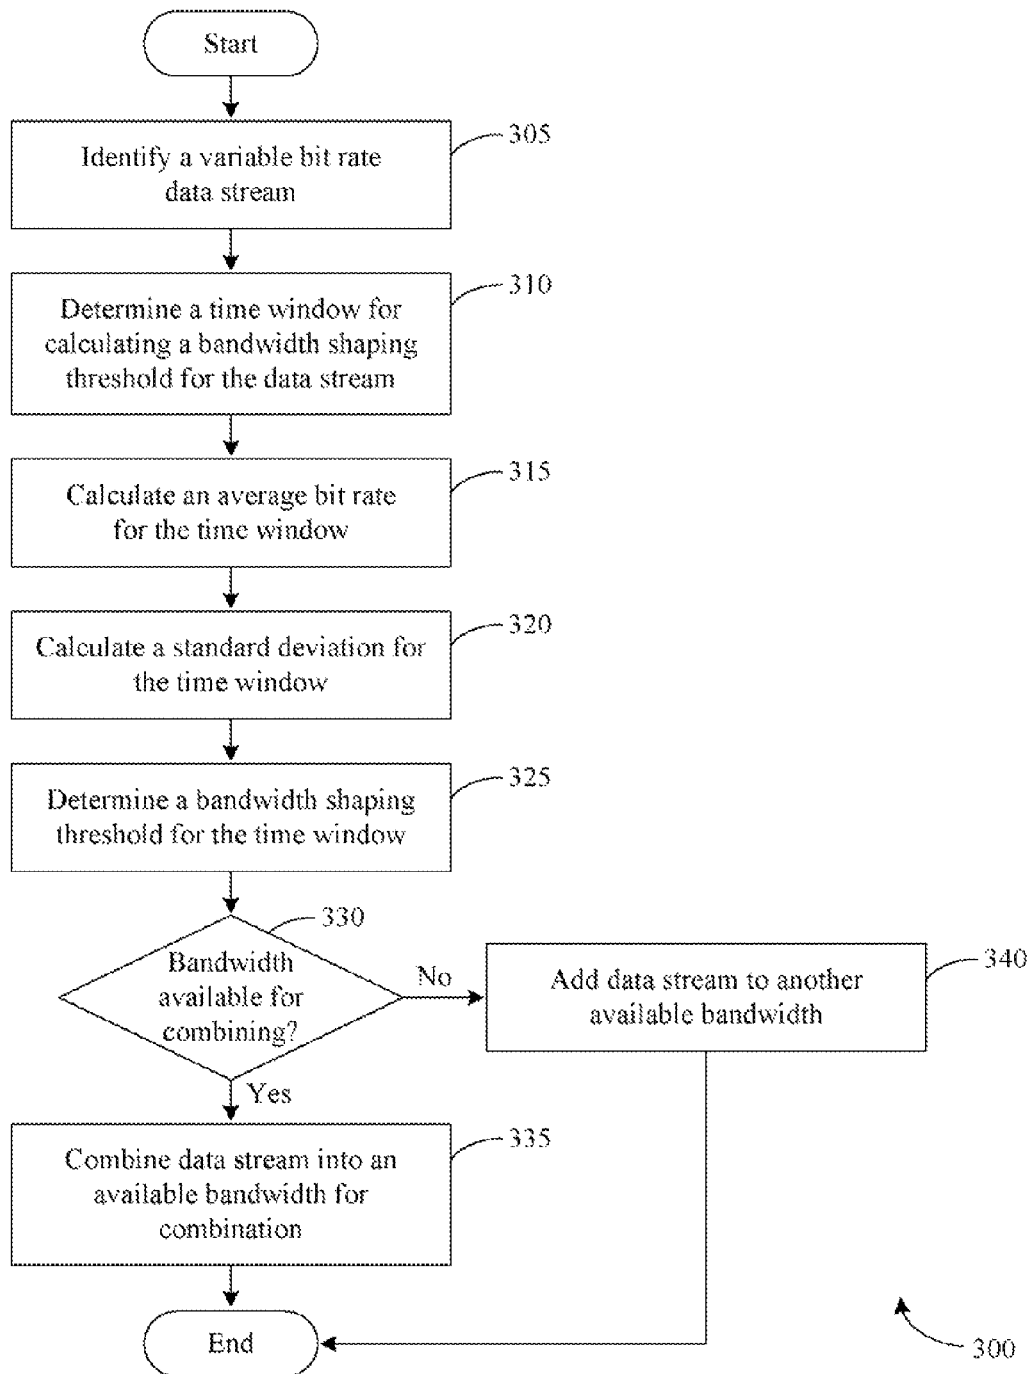 Start
305
Identify a variable bit rate
data stream
310
Determine a time window for
calculating a bandwidth shaping
threshold for the data stream
315
Calculate an average bit rate
for the time window
320
Calculate a standard deviation for
the time window
325
Determine a bandwidth shaping
threshold for the time window
330
Bandwidth
available for
combining?
No
340
Add data stream to another
available bandwidth
Yes
335
Combine data stream into an
available bandwidth for
combination
End
300